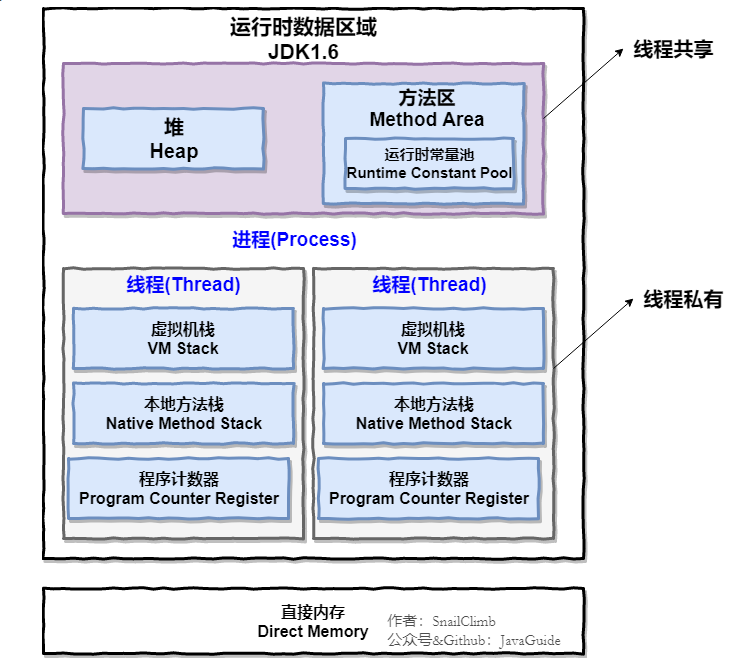 运行时数据区域
JDK1.6
线程共享
堆
Heap
方法区
Method Area
运行时常量池
Runtime Constant Pool
进程(Process)
线程(Thread)
虚拟机栈
VM Stack
本地方法栈
Native Method Stack
程序计数器
Program Counter Register
线程(Thread)
虚拟机栈
VM Stack
本地方法栈
Native Method Stack
程序计数器
Program Counter Register
线程私有
直接内存
Direct Memory
作者：SnailClimb
公众号&Github：JavaGuide